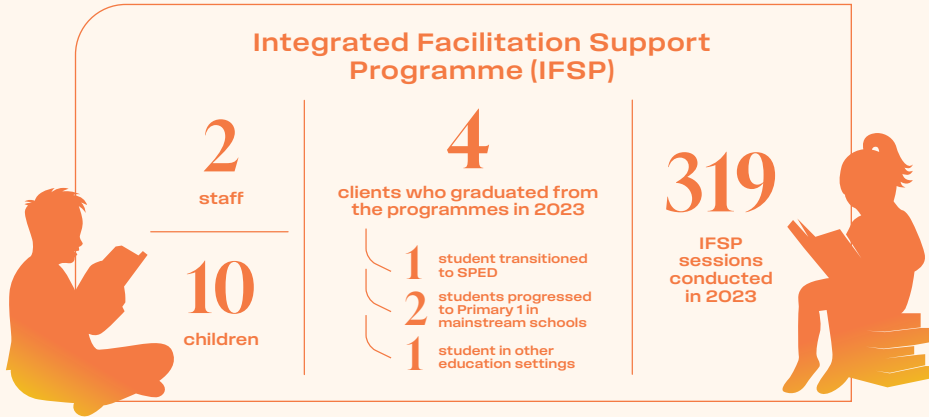 Integrated Facilitation Support
Programme (IFSP)
2
staff
10
children
4
clients who graduated from
the programmes in 2023
1
student transitioned
to SPED
2
students progressed
to Primary 1 in
mainstream schools
1
student in other
education settings
319
IFSP
sessions
conducted
in 2023